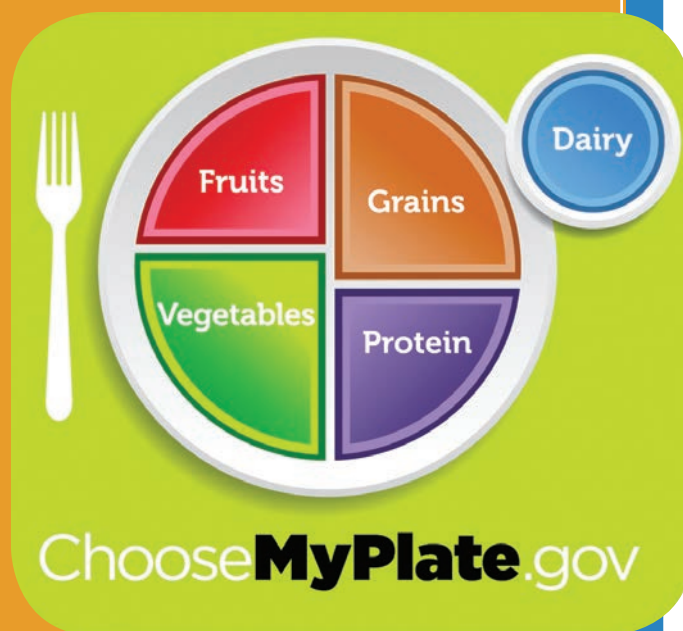 Dairy
Fruits
Grains
Vegetables
Protein
ChooseMyPlate.gov